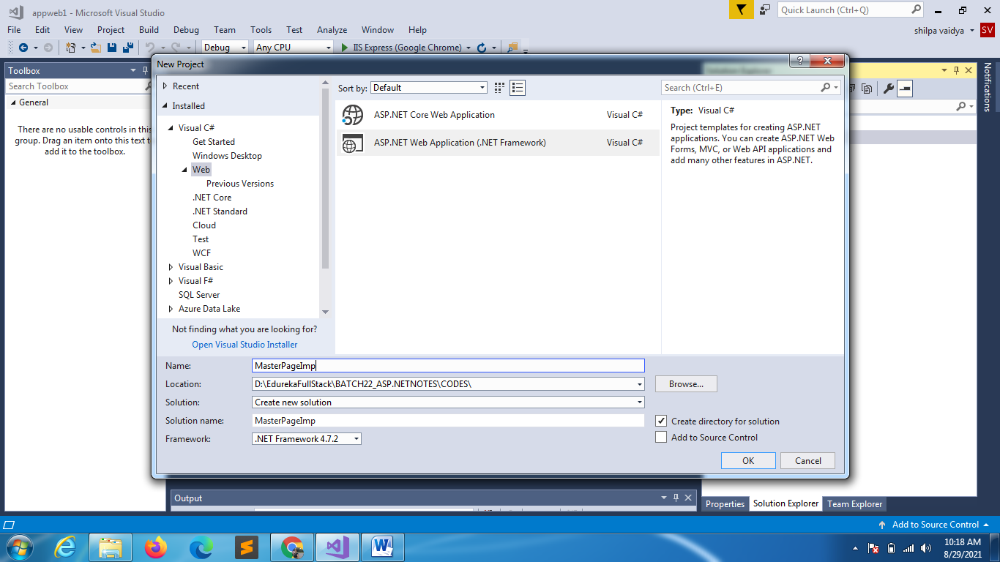 appweb1 - Microsoft Visual Studio
Quick Launch (Ctrl+Q)
File Edit View Project Build Debug Team Tools Test Analyze Window Help
shilpa vaidya
SV
Debug
Any CPU
IIS Express (Google Chrome)
Toolbox
Search Toolbox
General
There are no usable controls in this
group. Drag an item onto this text t
add it to the toolbox.
New Project
Recent
Installed
Visual C#
Get Started
Windows Desktop
Web
Previous Versions
.NET Core
.NET Standard
Cloud
Test
WCF
Visual Basic
Visual F#
SQL Server
Azure Data Lake
Not finding what you are looking for?
Open Visual Studio Installer
Sort by: Default
ASP.NET Core Web Application Visual C#
ASP.NET Web Application (.NET Framework) Visual C#
Search (Ctrl+E)
Type: Visual C#
Project templates for creating ASP.NET
applications. You can create ASP.NET Web
Forms, MVC, or Web API applications and
add many other features in ASP.NET.
Name: MasterPageImp
Location: D:\EdurekaFullStack\BATCH22_ASP.NETNOTES\CODES\
Browse...
Solution: Create new solution
Solution name: MasterPageImp
Create directory for solution
Framework: .NET Framework 4.7.2
Add to Source Control
OK Cancel
Solution Explorer
Notifications
Output
Properties Solution Explorer Team Explorer
Add to Source Control
10:18 AM
8/29/2021